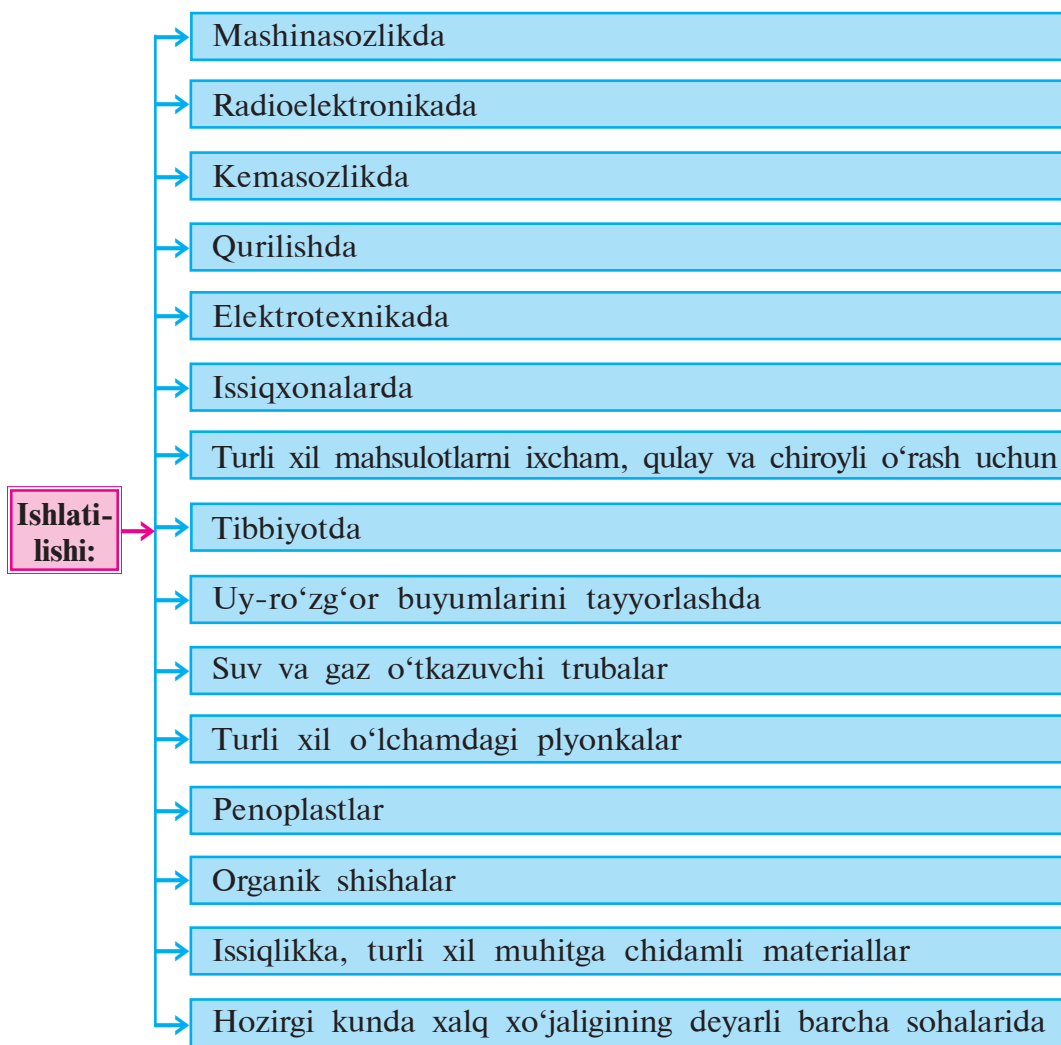 Mashinasozlikda
Radioelektronikada
Kemasozlikda
Qurilishda
Elektrotexnikada
Issiqxonalarda
Turli xil mahsulotlarni ixcham, qulay va chiroyli o‘rash uchun
Ishlati-
lishi:
Tibbiyotda
Uy-ro‘zg‘or buyumlarini tayyorlashda
Suv va gaz o‘tkazuvchi trubalar
Turli xil o‘lchamdagi plyonkalar
Penoplastlar
Organik shishalar
Issiqlikka, turli xil muhitga chidamli materiallar
Hozirgi kunda xalq xo‘jaligining deyarli barcha sohalarida